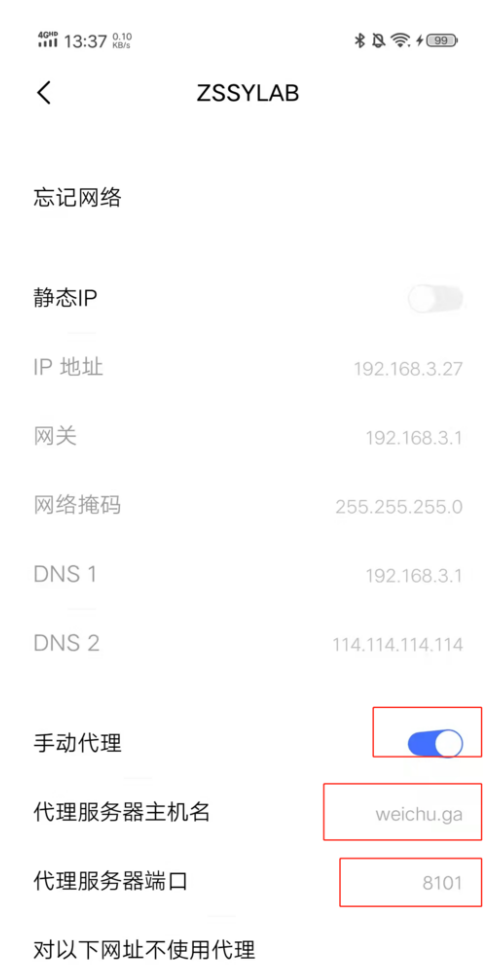 4GHD 13:37 0.10 KB/s 99
ZSSYLAB
忘记网络
静态IP
IP 地址 192.168.3.27
网关 192.168.3.1
网络掩码 255.255.255.0
DNS 1 192.168.3.1
DNS 2 114.114.114.114
手动代理
代理服务器主机名 weichu.ga
代理服务器端口 8101
对以下网址不使用代理